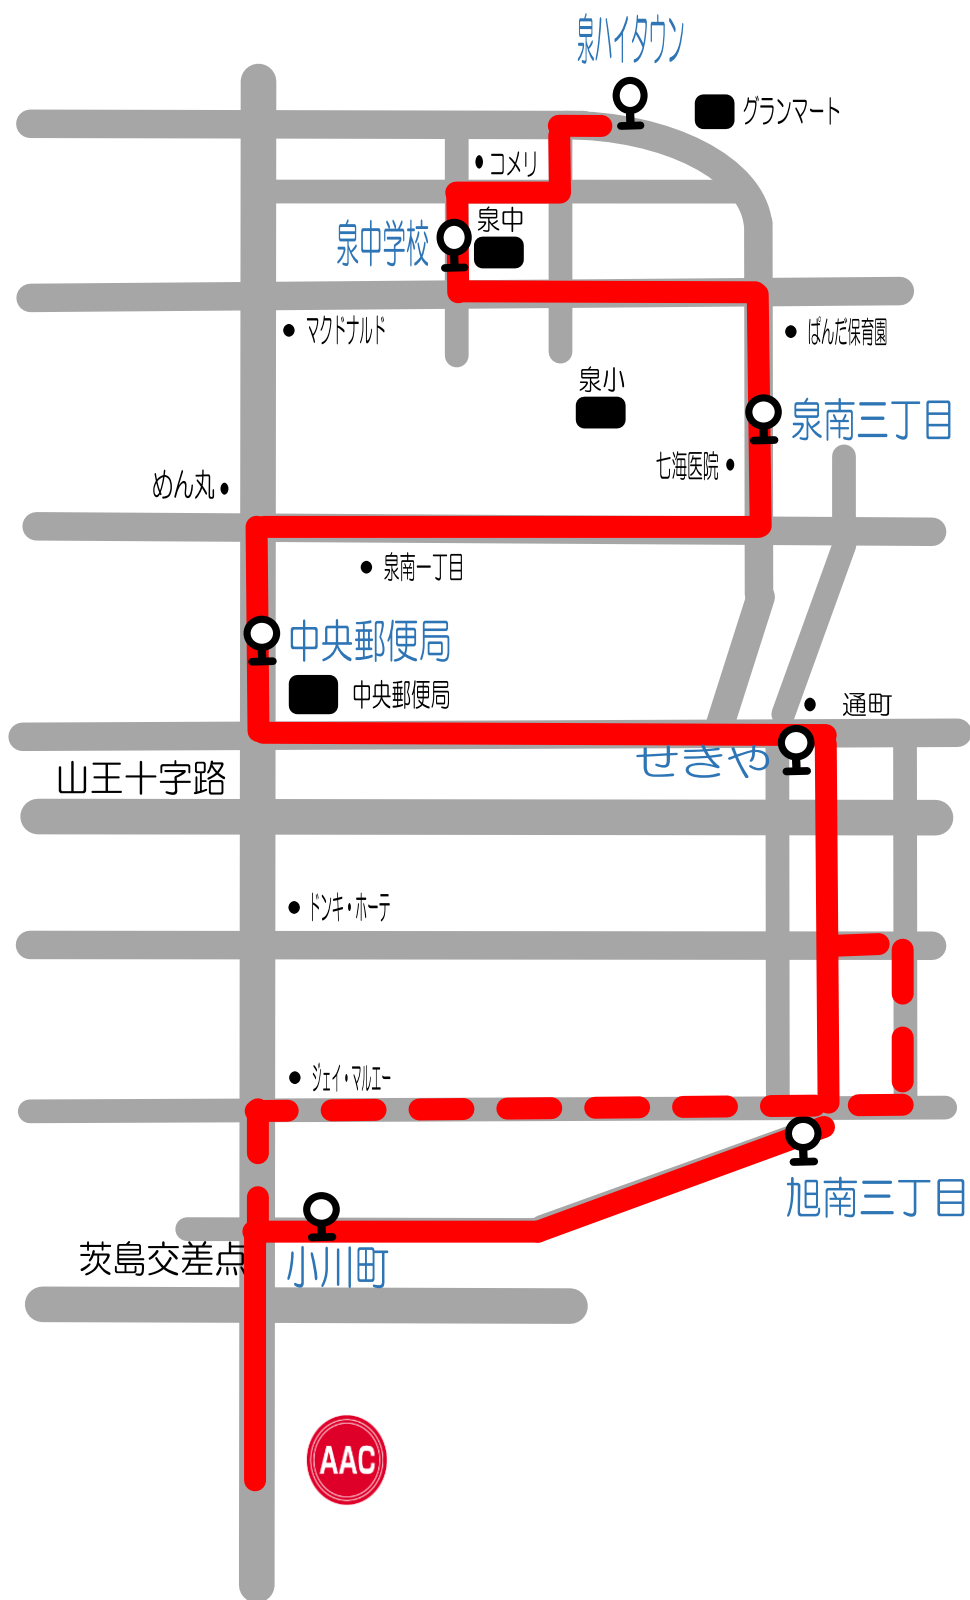 泉ハイタウン
グランマート
コメリ
泉中
泉中学校
マクドナルド
ぱんだ保育園
泉小
泉南三丁目
七海医院
めん丸
泉南一丁目
中央郵便局
中央郵便局
通町
せきや
山王十字路
ドンキ・ホーテ
ジェイ・マルエー
旭南三丁目
小川町
茨島交差点
AAC